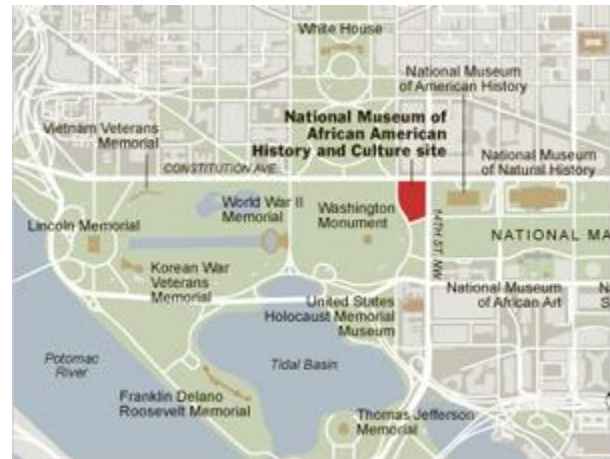 White House
National Museum
of American History
National Museum of
African American
History and Culture site
Vietnam Veterans
Memorial
CONSTITUTION AVE.
National Museum
of Natural History
World War II
Memorial
Washington
Monument
14TH ST. NW
Lincoln Memorial
NATIONAL MA
Korean War
Veterans
Memorial
National Museum
of African Art
N
S
United States
Holocaust Memorial
Museum
Potomac
River
Tidal Basin
Franklin Delano
Roosevelt Memorial
Thomas Jefferson
Memorial